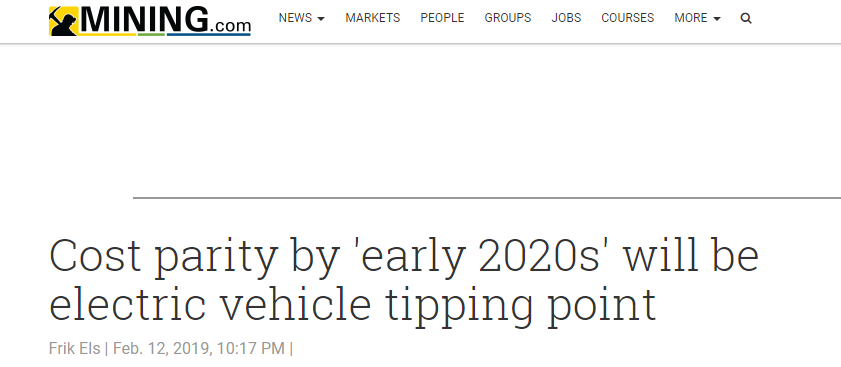 MINING.com NEWS MARKETS PEOPLE GROUPS JOBS COURSES MORE
Cost parity by 'early 2020s' will be
electric vehicle tipping point
Frik Els | Feb. 12, 2019, 10:17 PM |